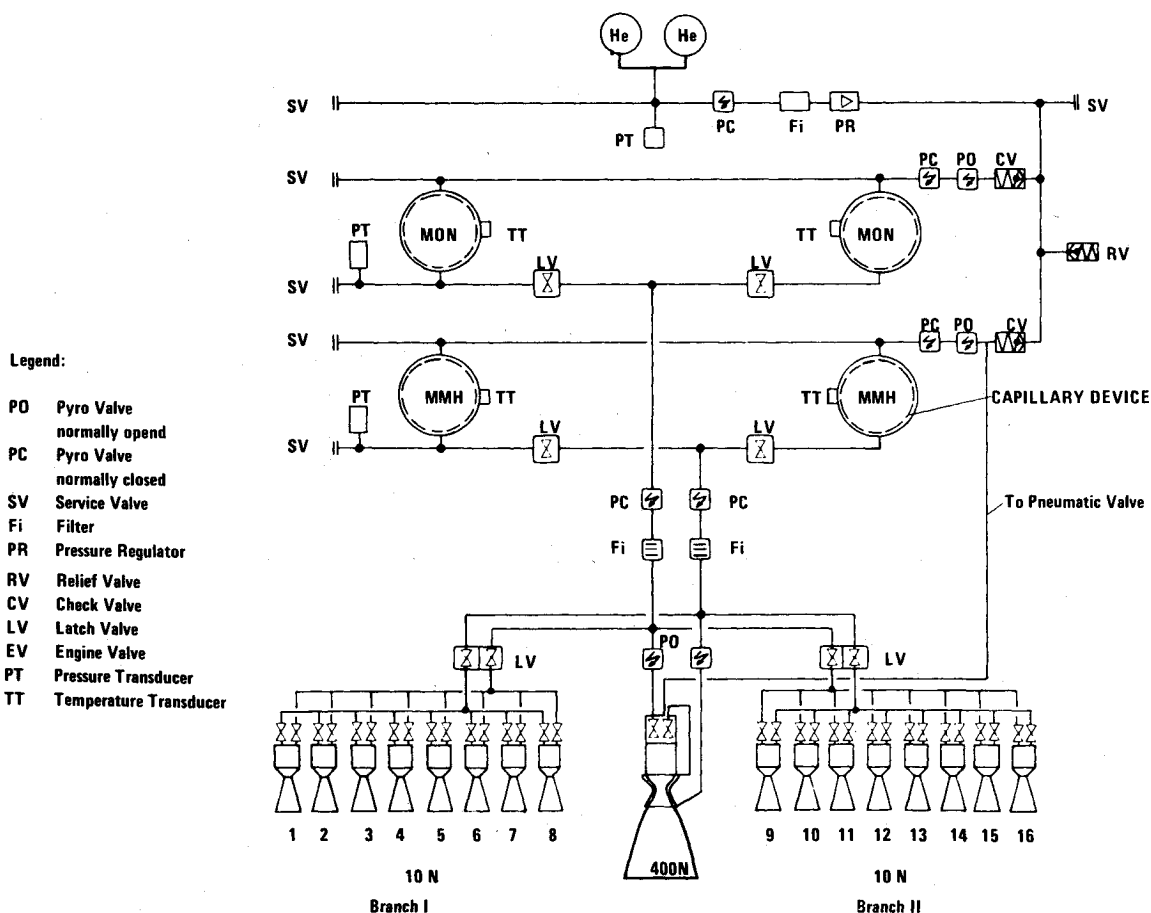 He He
SV SV
PT PC Fi PR
PC PO CV
SV
MON TT TT MON
PT
RV
LV LV
SV
PC PO CV
SV
Legend:
PT MMH TT TT MMH CAPILLARY DEVICE
PO Pyro Valve
normally opend
LV LV
PC Pyro Valve
normally closed
SV
SV Service Valve
PC PC To Pneumatic Valve
Fi Filter
PR Pressure Regulator
Fi Fi
RV Relief Valve
CV Check Valve
LV Latch Valve
PO
EV Engine Valve
LV LV
PT Pressure Transducer
TT Temperature Transducer
1 2 3 4 5 6 7 8 9 10 11 12 13 14 15 16
400N
10 N 10 N
Branch I Branch II